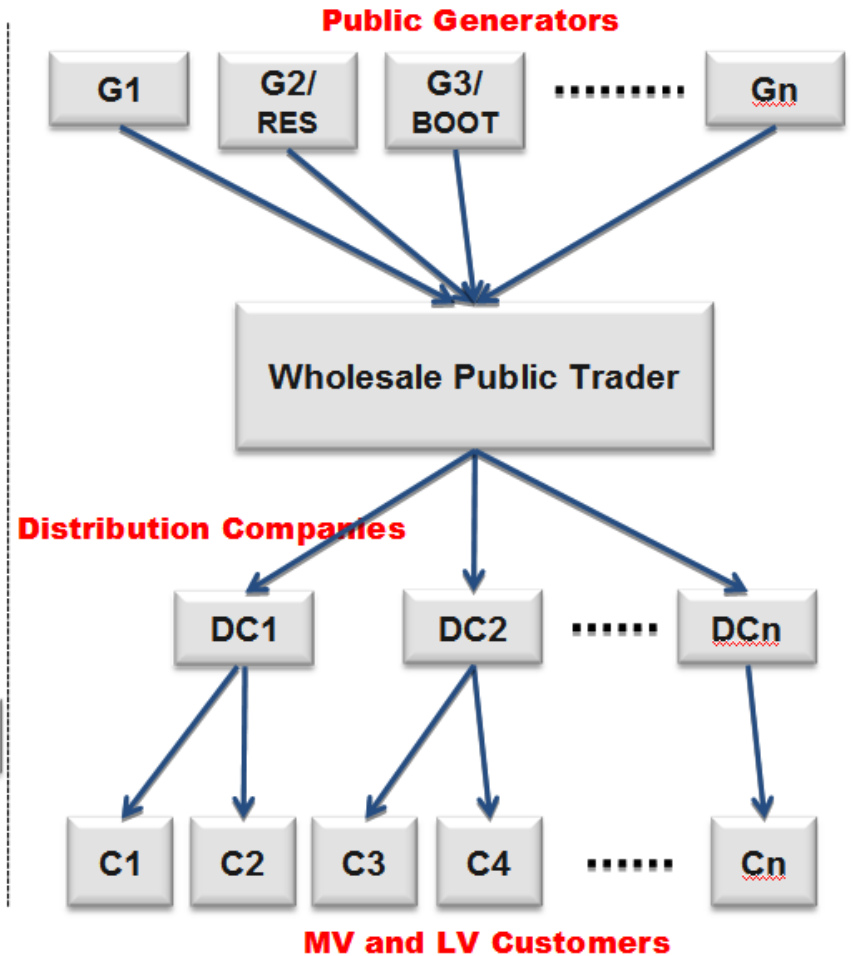 Public Generators
G1
G2/
RES
G3/
BOOT
Gn
Wholesale Public Trader
Distribution Companies
DC1
DC2
DCn
C1
C2
C3
C4
Cn
MV and LV Customers